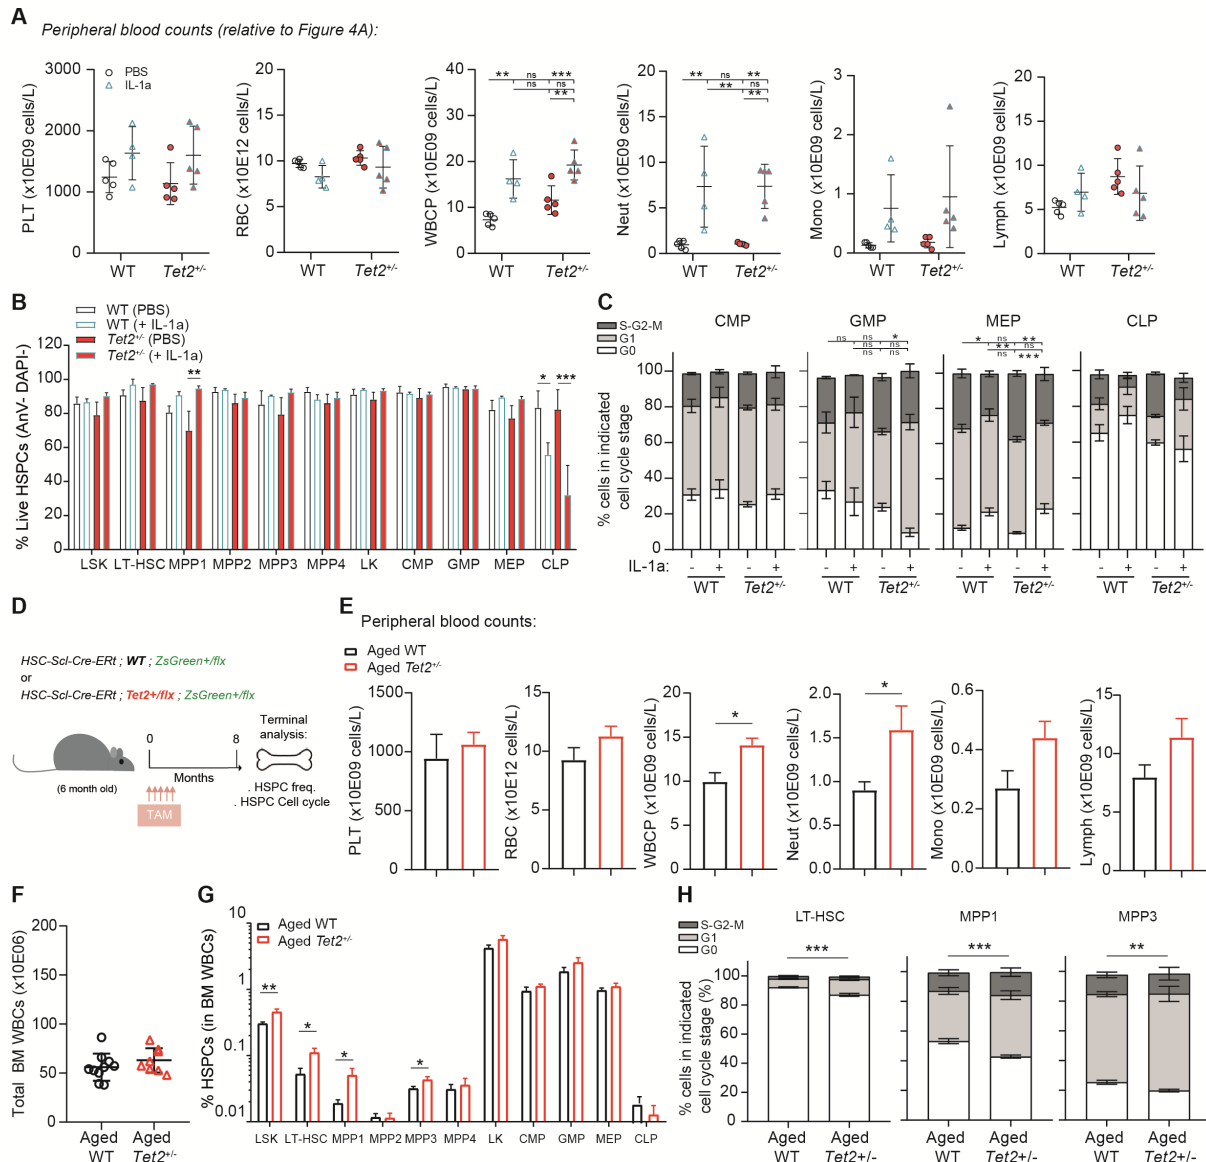 A
Peripheral blood counts (relative to Figure 4A):
PLT (x10E09 cells/L)
3000
2000
1000
0
PBS
IL-1a
WT
Tet2+/-
RBC (x10E12 cells/L)
20
15
10
5
0
WT
Tet2+/-
WBCP (x10E09 cells/L)
40
30
20
10
0
** ns ***
ns ns
**
WT
Tet2+/-
Neut (x10E09 cells/L)
20
15
10
5
0
** ns **
** ns
**
WT
Tet2+/-
Mono (x10E09 cells/L)
3
2
1
0
WT
Tet2+/-
Lymph (x10E09 cells/L)
20
15
10
5
0
WT
Tet2+/-
B
WT (PBS)
WT (+ IL-1a)
Tet2+/- (PBS)
Tet2+/- (+ IL-1a)
% Live HSPCs (AnV- DAPI-)
120
100
80
60
40
20
0
**
* ***
LSK LT-HSC MPP1 MPP2 MPP3 MPP4 LK CMP GMP MEP CLP
C
S-G2-M
G1
G0
CMP GMP MEP CLP
% cells in indicated
cell cycle stage
100
80
60
40
20
0
ns ns *
ns ns
ns
* ns **
** ns
ns ***
IL-1a: - + - + - + - + - + - + - + - +
WT Tet2+/- WT Tet2+/- WT Tet2+/- WT Tet2+/-
D
HSC-Scl-Cre-ERt ; WT ; ZsGreen+/flx
or
HSC-Scl-Cre-ERt ; Tet2+/flx ; ZsGreen+/flx
Terminal
analysis:
0 8
Months
(6 month old)
TAM
. HSPC freq.
. HSPC Cell cycle
E
Peripheral blood counts:
Aged WT
Aged Tet2+/-
PLT (x10E09 cells/L)
1500
1000
500
0
RBC (x10E12 cells/L)
15
10
5
0
WBCP (x10E09 cells/L)
20
15
10
5
0
*
Neut (x10E09 cells/L)
2.0
1.5
1.0
0.5
0.0
*
Mono (x10E09 cells/L)
0.6
0.4
0.2
0.0
Lymph (x10E09 cells/L)
15
10
5
0
F
Total BM WBCs (x10E06)
200
150
100
50
0
Aged
WT
Aged
Tet2+/-
G
Aged WT
Aged Tet2+/-
% HSPCs (in BM WBCs)
10
1
0.1
0.01
**
*
*
*
LSK LT-HSC MPP1 MPP2 MPP3 MPP4 LK CMP GMP MEP CLP
H
S-G2-M
G1
G0
LT-HSC MPP1 MPP3
*** *** **
% cells in indicated
cell cycle stage (%)
100
80
60
40
20
0
Aged Aged Aged Aged Aged Aged
WT Tet2+/- WT Tet2+/- WT Tet2+/-